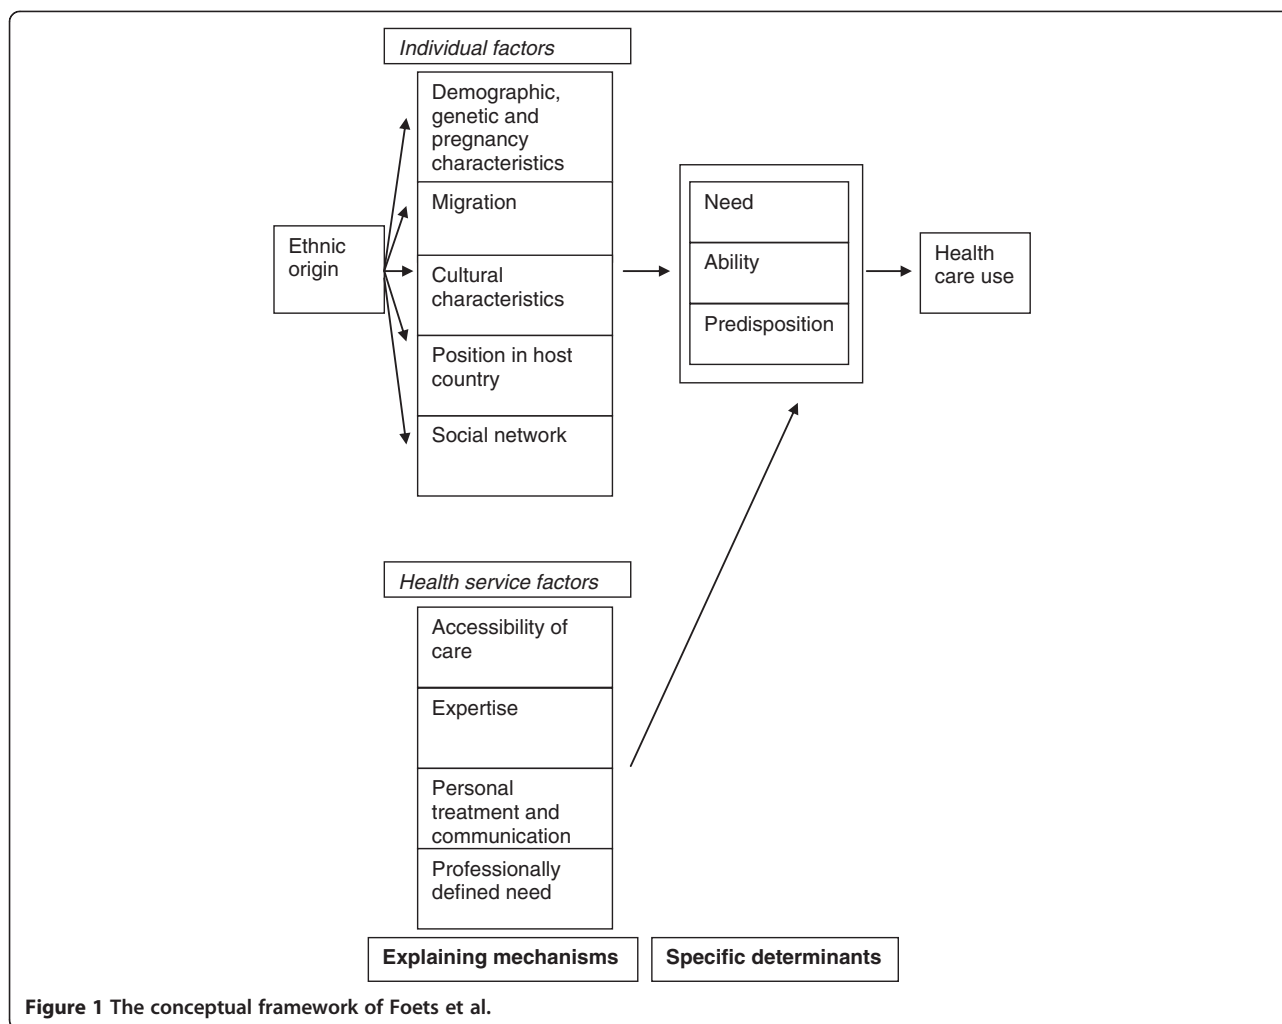 Individual factors
Demographic,
genetic and
pregnancy
characteristics
Migration
Cultural
characteristics
Position in host
country
Social network
Ethnic
origin
Need
Ability
Predisposition
Health
care use
Health service factors
Accessibility of
care
Expertise
Personal
treatment and
communication
Professionally
defined need
Explaining mechanisms
Specific determinants
Figure 1 The conceptual framework of Foets et al.